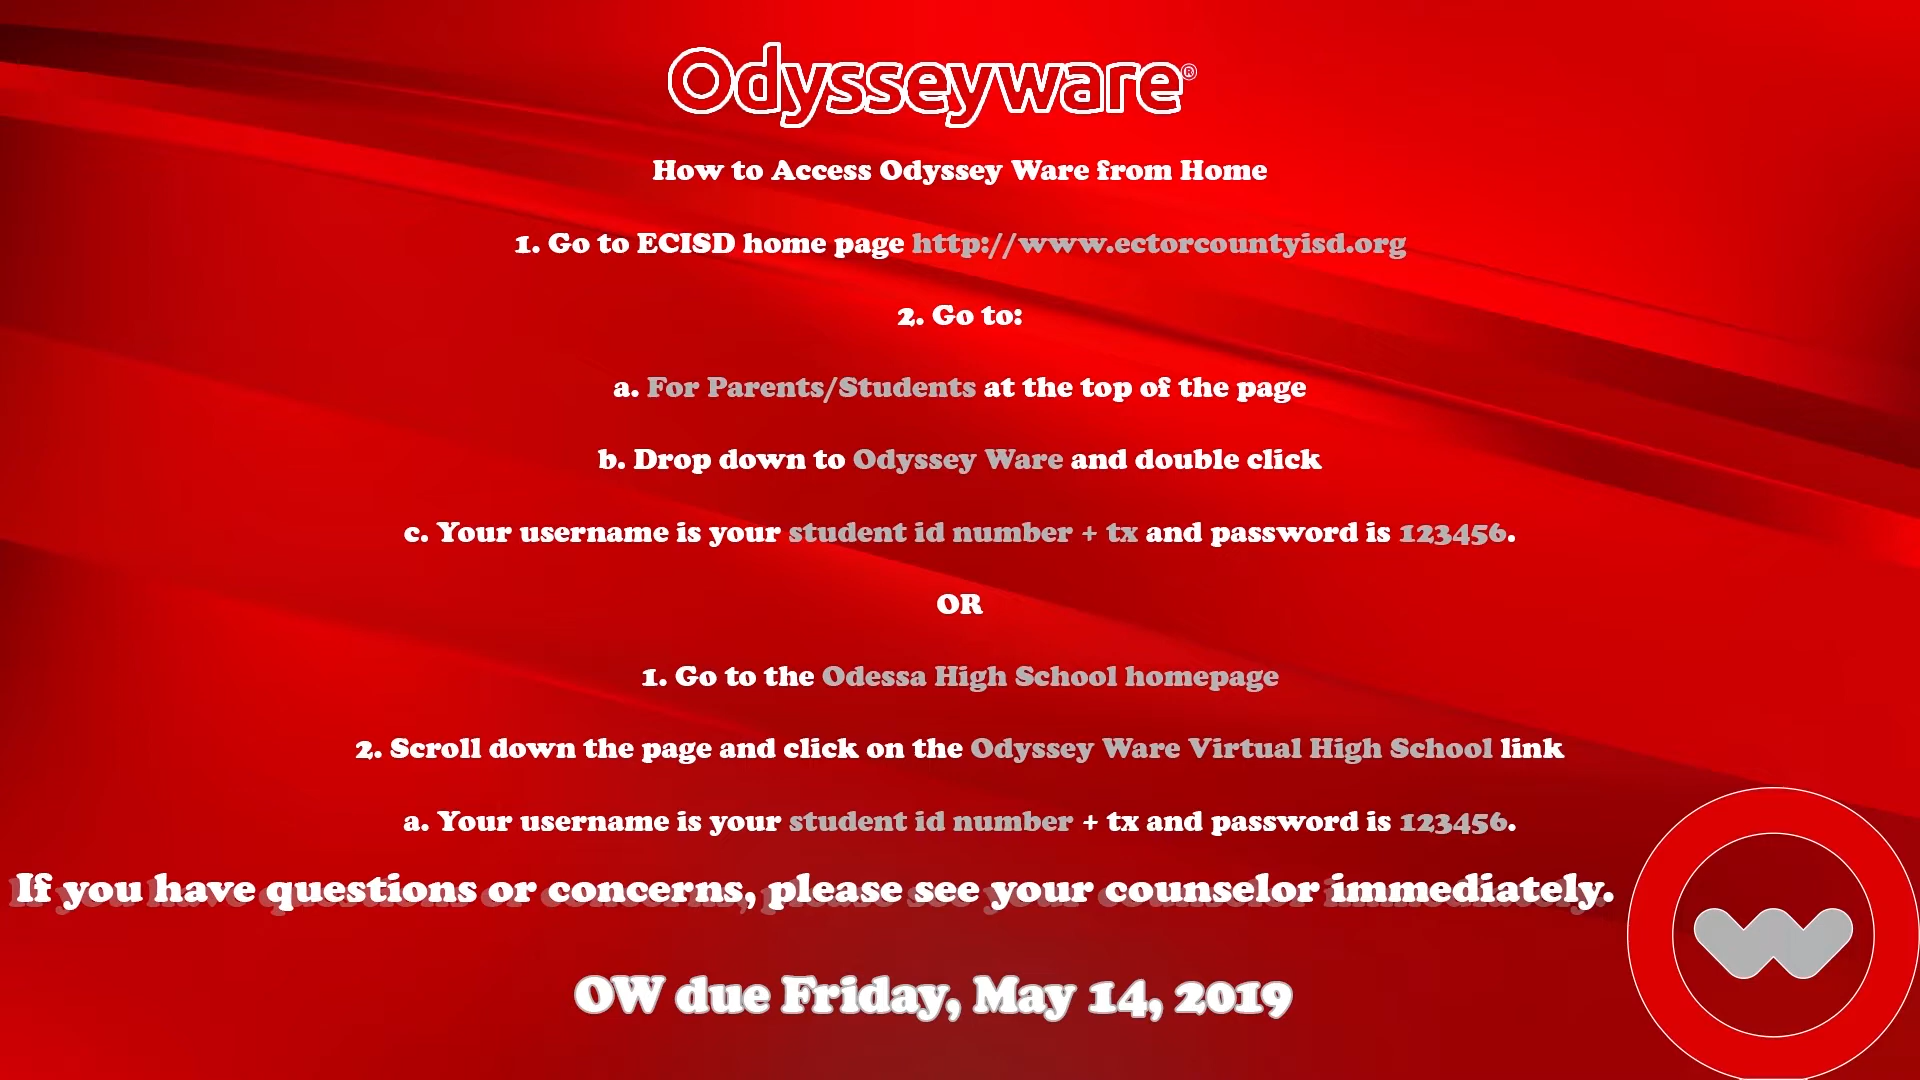 Odysseyware®
How to Access Odyssey Ware from Home
1. Go to ECISD home page http://www.ectorcountyisd.org
2. Go to:
a. For Parents/Students at the top of the page
b. Drop down to Odyssey Ware and double click
c. Your username is your student id number + tx and password is 123456.
OR
1. Go to the Odessa High School homepage
2. Scroll down the page and click on the Odyssey Ware Virtual High School link
a. Your username is your student id number + tx and password is 123456.
If you have questions or concerns, please see your counselor immediately.
OW due Friday, May 14, 2019